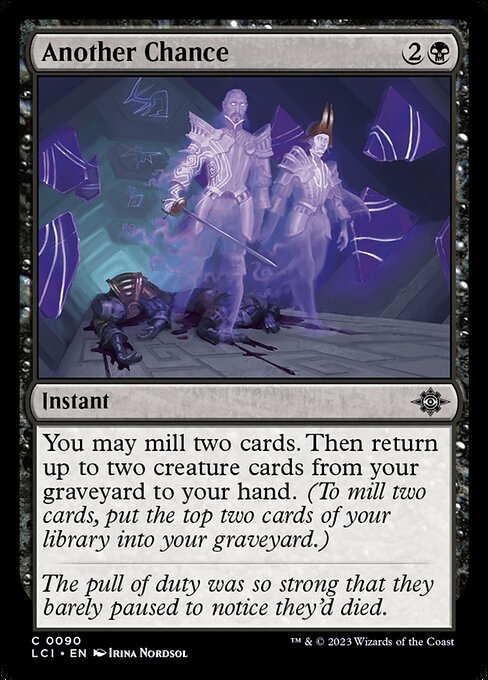 Another Chance 2
Instant
You may mill two cards. Then return
up to two creature cards from your
graveyard to your hand. (To mill two
cards, put the top two cards of your
library into your graveyard.)
The pull of duty was so strong that they
barely paused to notice they'd died.
C 0090
LCI • EN Irina Nordsol
™ & © 2023 Wizards of the Coast